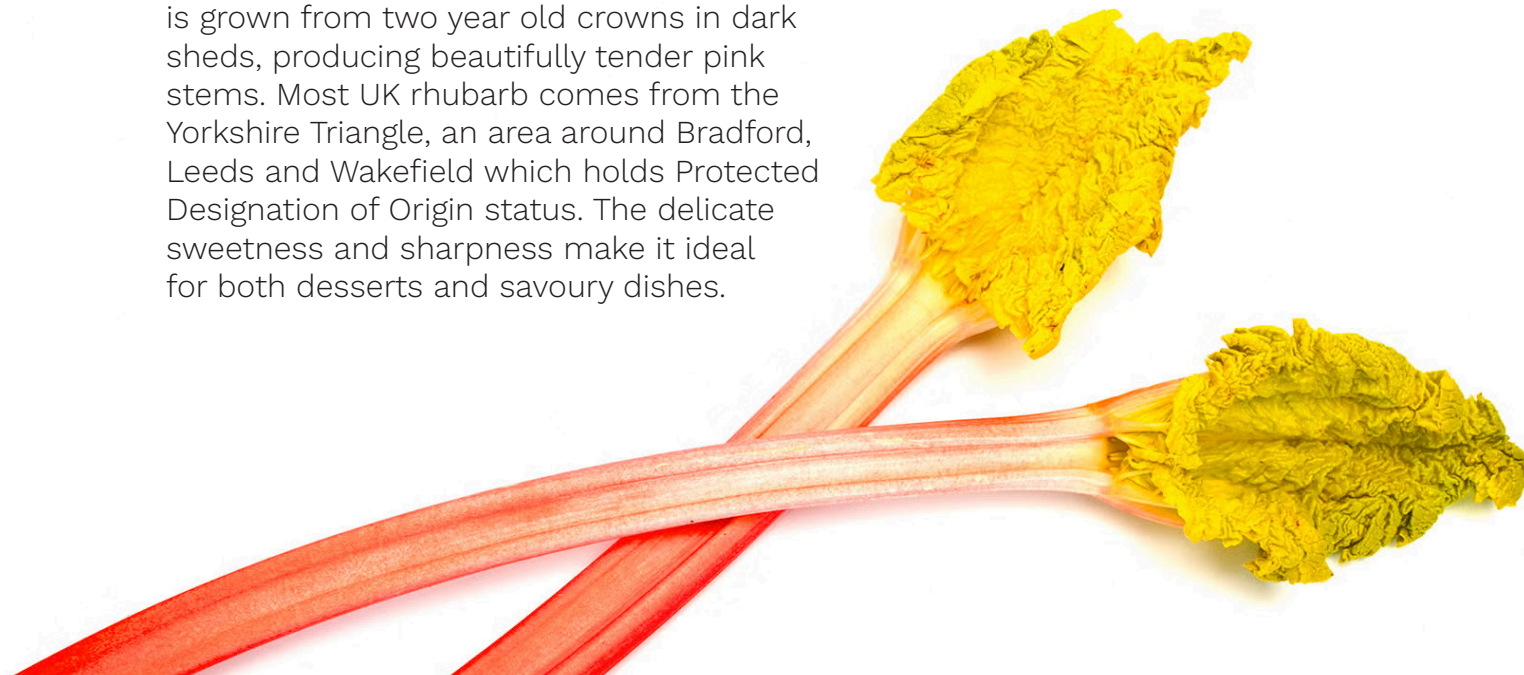 is grown from two year old crowns in dark
sheds, producing beautifully tender pink
stems. Most UK rhubarb comes from the
Yorkshire Triangle, an area around Bradford,
Leeds and Wakefield which holds Protected
Designation of Origin status. The delicate
sweetness and sharpness make it ideal
for both desserts and savoury dishes.